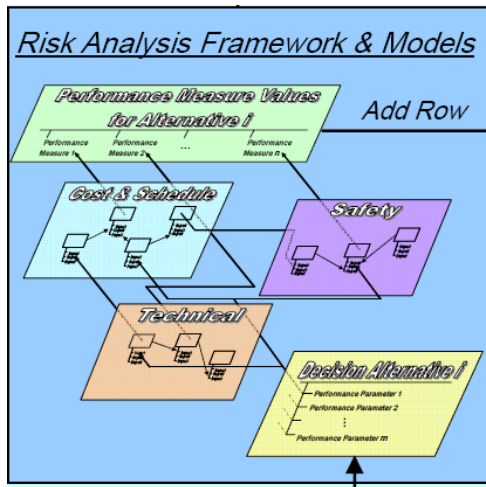 Risk Analysis Framework & Models
Performance Measure Values
for Alternative i
Add Row
Performance
Measure 1
Performance
Measure 2
...
Performance
Measure n
Cost & Schedule
Safety
Technical
Decision Alternative i
Performance Parameter 1
Performance Parameter 2
⋮
Performance Parameter m